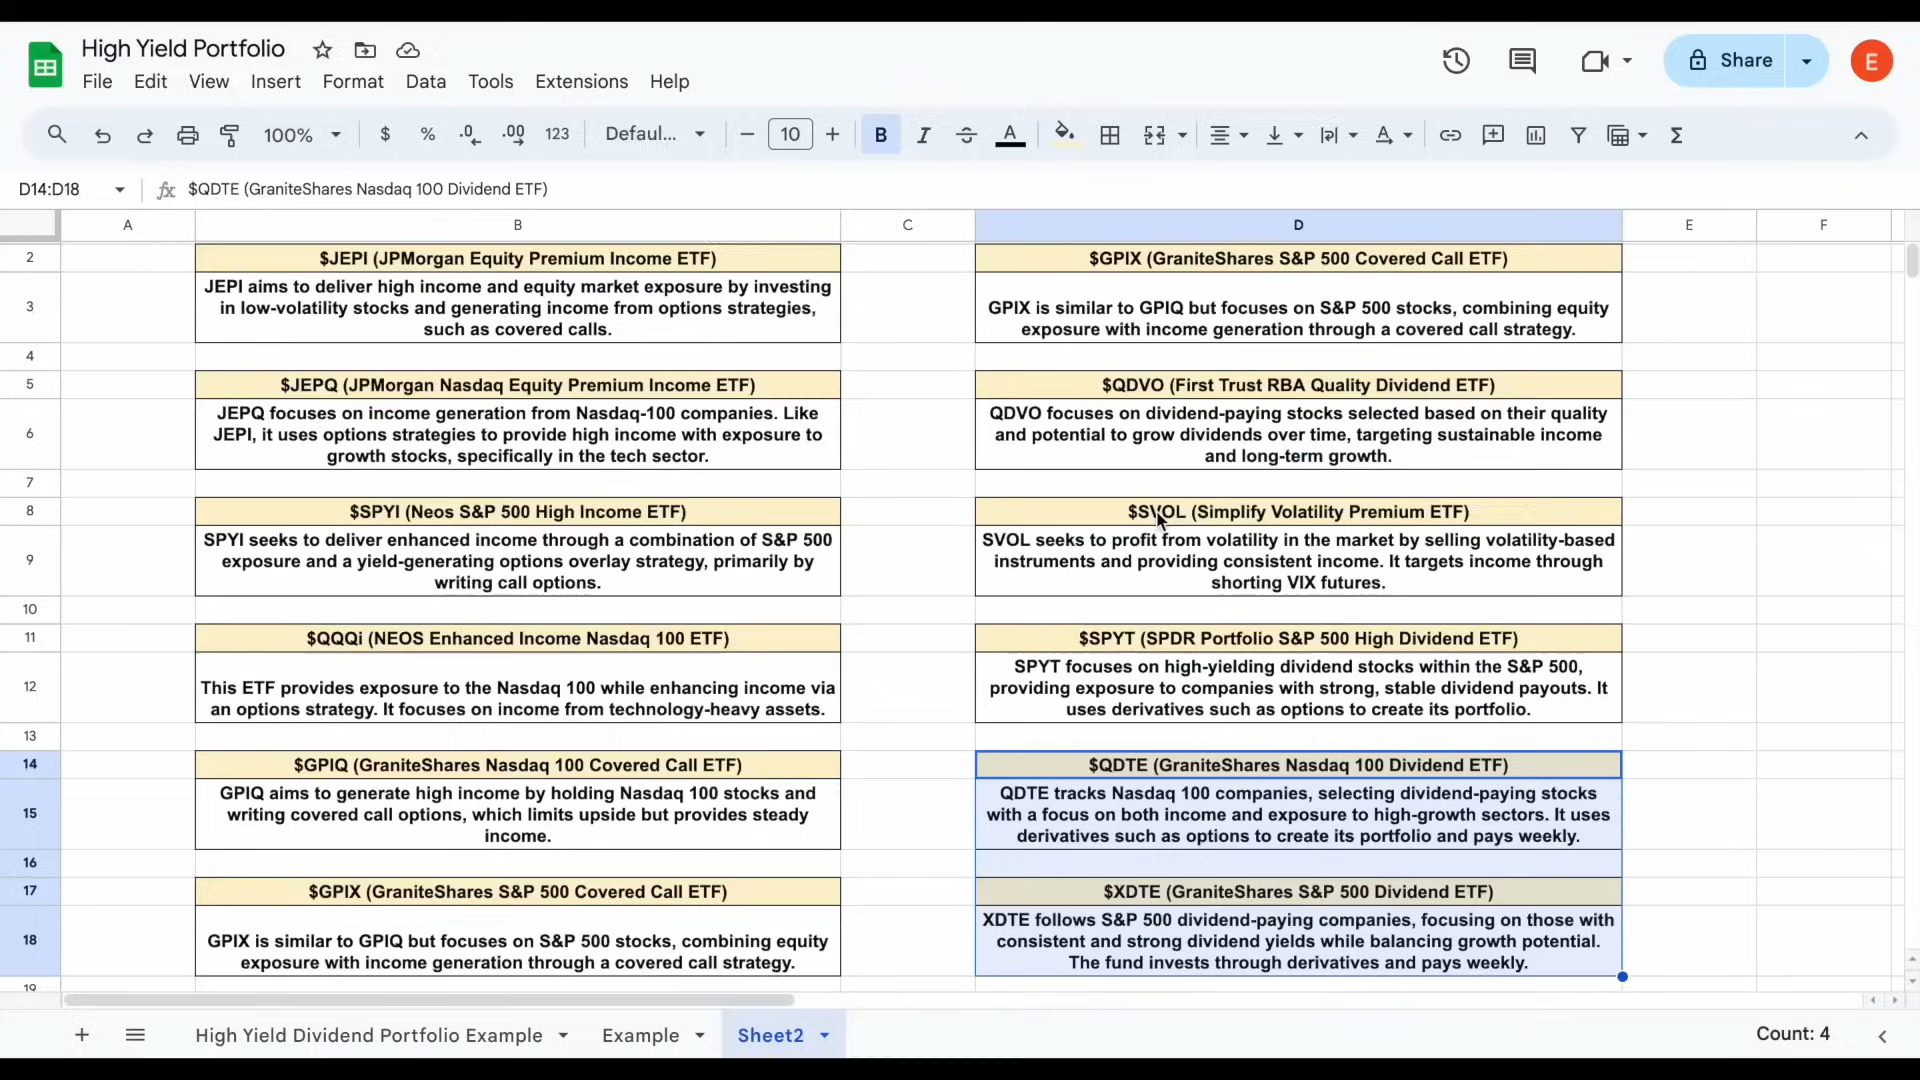 High Yield Portfolio
File Edit View Insert Format Data Tools Extensions Help
Share
E
100% $ % .0 .00 123 Defaul... 10 B I A Σ
D14:D18 fx $QDTE (GraniteShares Nasdaq 100 Dividend ETF)
A B C D E F
2
$JEPI (JPMorgan Equity Premium Income ETF)
3
JEPI aims to deliver high income and equity market exposure by investing
in low-volatility stocks and generating income from options strategies,
such as covered calls.
$GPIX (GraniteShares S&P 500 Covered Call ETF)
GPIX is similar to GPIQ but focuses on S&P 500 stocks, combining equity
exposure with income generation through a covered call strategy.
4
5
$JEPQ (JPMorgan Nasdaq Equity Premium Income ETF)
6
JEPQ focuses on income generation from Nasdaq-100 companies. Like
JEPI, it uses options strategies to provide high income with exposure to
growth stocks, specifically in the tech sector.
$QDVO (First Trust RBA Quality Dividend ETF)
QDVO focuses on dividend-paying stocks selected based on their quality
and potential to grow dividends over time, targeting sustainable income
and long-term growth.
7
8
$SPYI (Neos S&P 500 High Income ETF)
9
SPYI seeks to deliver enhanced income through a combination of S&P 500
exposure and a yield-generating options overlay strategy, primarily by
writing call options.
$SVOL (Simplify Volatility Premium ETF)
SVOL seeks to profit from volatility in the market by selling volatility-based
instruments and providing consistent income. It targets income through
shorting VIX futures.
10
11
$QQQi (NEOS Enhanced Income Nasdaq 100 ETF)
12
This ETF provides exposure to the Nasdaq 100 while enhancing income via
an options strategy. It focuses on income from technology-heavy assets.
$SPYT (SPDR Portfolio S&P 500 High Dividend ETF)
SPYT focuses on high-yielding dividend stocks within the S&P 500,
providing exposure to companies with strong, stable dividend payouts. It
uses derivatives such as options to create its portfolio.
13
14
$GPIQ (GraniteShares Nasdaq 100 Covered Call ETF)
15
GPIQ aims to generate high income by holding Nasdaq 100 stocks and
writing covered call options, which limits upside but provides steady
income.
$QDTE (GraniteShares Nasdaq 100 Dividend ETF)
QDTE tracks Nasdaq 100 companies, selecting dividend-paying stocks
with a focus on both income and exposure to high-growth sectors. It uses
derivatives such as options to create its portfolio and pays weekly.
16
17
$GPIX (GraniteShares S&P 500 Covered Call ETF)
18
GPIX is similar to GPIQ but focuses on S&P 500 stocks, combining equity
exposure with income generation through a covered call strategy.
$XDTE (GraniteShares S&P 500 Dividend ETF)
XDTE follows S&P 500 dividend-paying companies, focusing on those with
consistent and strong dividend yields while balancing growth potential.
The fund invests through derivatives and pays weekly.
19
High Yield Dividend Portfolio Example Example Sheet2 Count: 4